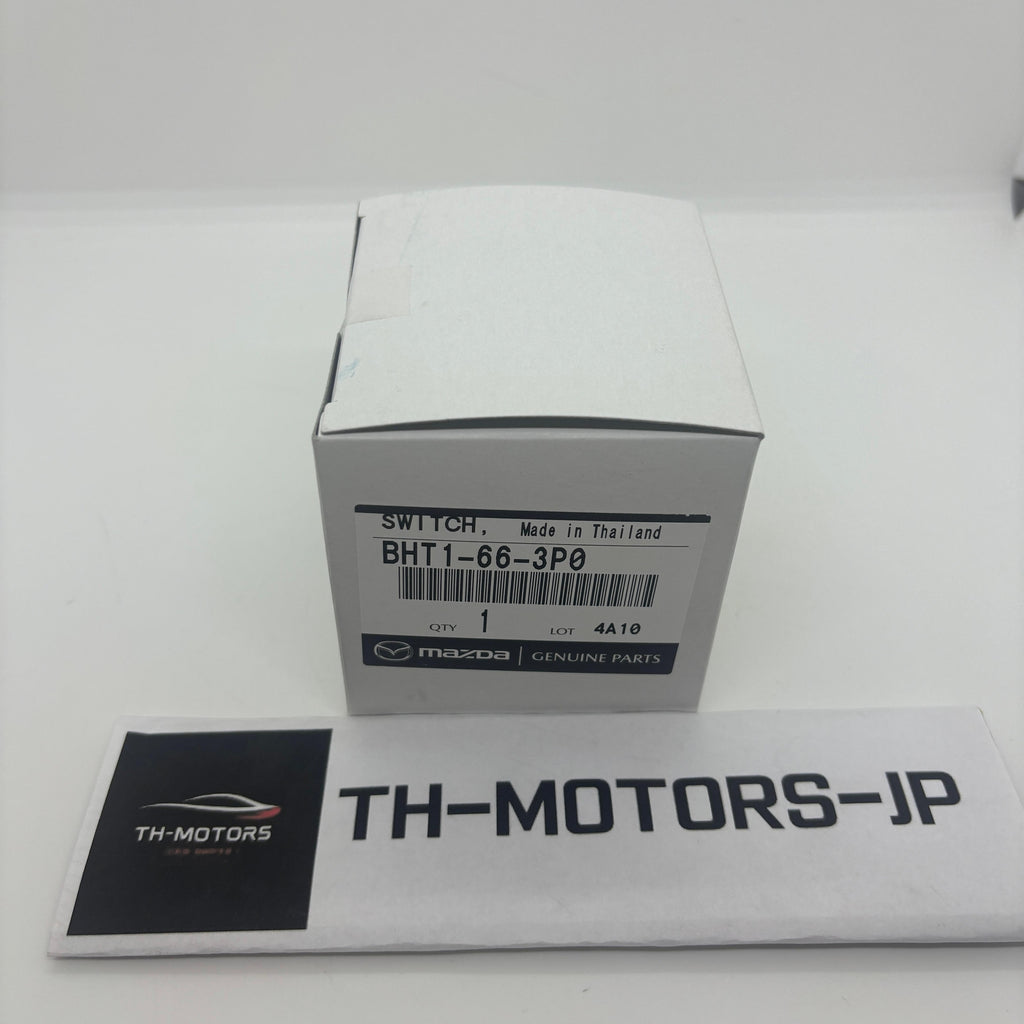 SWITCH, Made in Thailand
BHT1-66-3P0
QTY 1 LOT 4A10
mazDa | GENUINE PARTS
TH-MOTORS
TH-MOTORS-JP